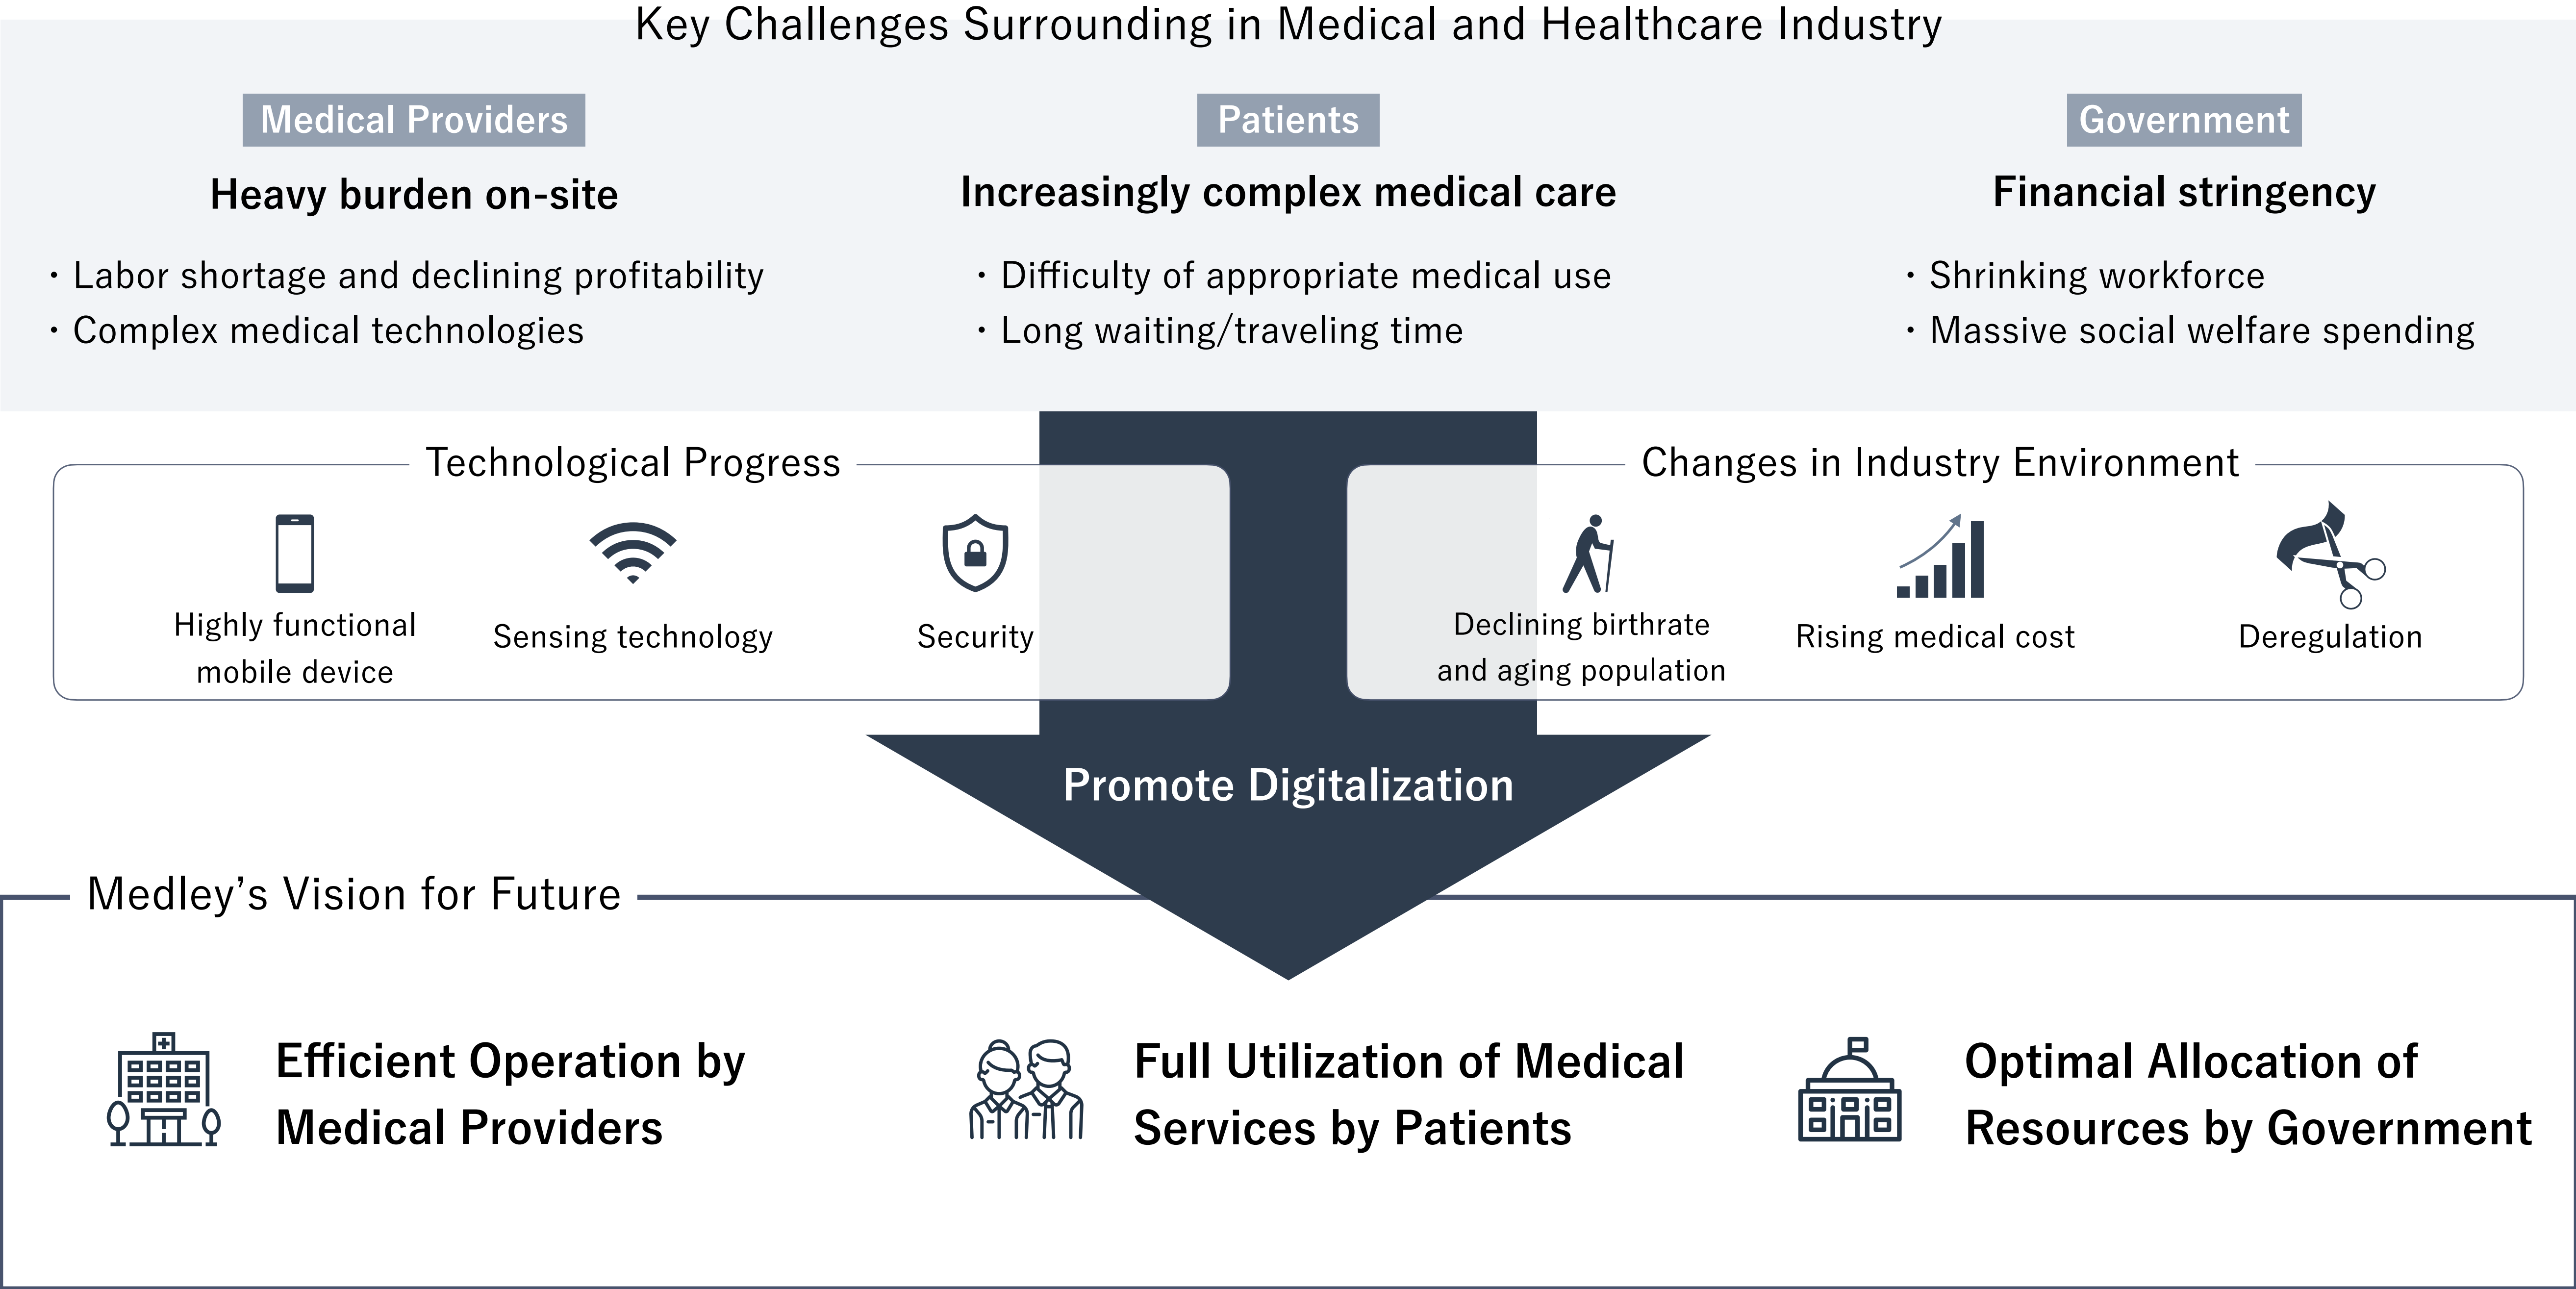 Key Challenges Surrounding in Medical and Healthcare Industry
Medical Providers
Heavy burden on-site
・Labor shortage and declining profitability
・Complex medical technologies
Patients
Increasingly complex medical care
・Difficulty of appropriate medical use
・Long waiting/traveling time
Government
Financial stringency
・Shrinking workforce
・Massive social welfare spending
Technological Progress
Highly functional
mobile device
Sensing technology
Security
Changes in Industry Environment
Declining birthrate
and aging population
Rising medical cost
Deregulation
Promote Digitalization
Medley’s Vision for Future
Efficient Operation by
Medical Providers
Full Utilization of Medical
Services by Patients
Optimal Allocation of
Resources by Government